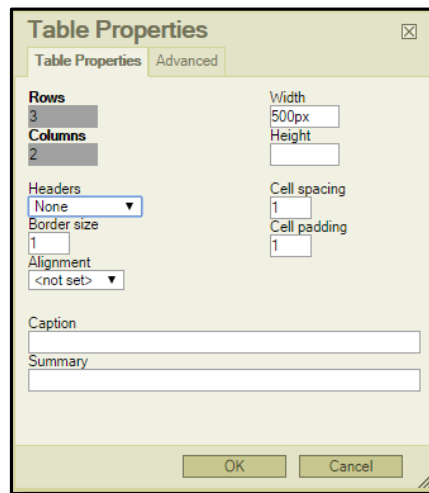 Table Properties
Table Properties Advanced
Rows
3
Columns
2
Width
500px
Height
Headers
None
Border size
1
Alignment
<not set>
Cell spacing
1
Cell padding
1
Caption
Summary
OK Cancel